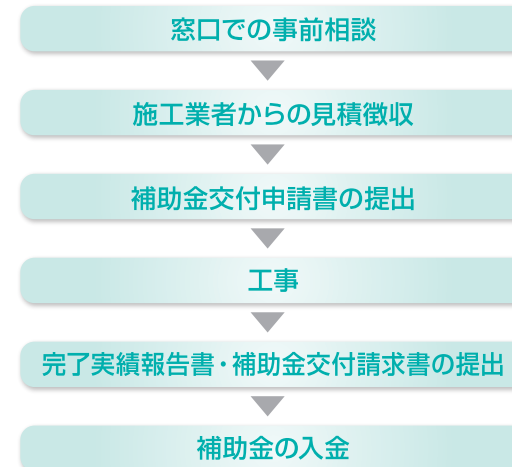 窓口での事前相談
施工業者からの見積徴収
補助金交付申請書の提出
工事
完了実績報告書・補助金交付請求書の提出
補助金の入金